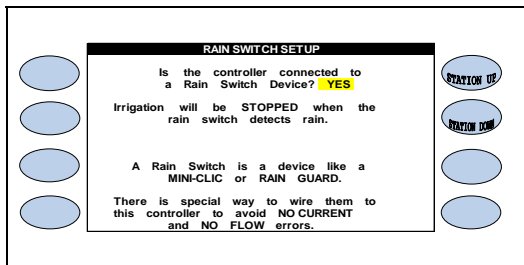 RAIN SWITCH SETUP
Is the controller connected to
a Rain Switch Device? YES
STATION UP
Irrigation will be STOPPED when the
rain switch detects rain.
STATION DOWN
A Rain Switch is a device like a
MINI-CLIC or RAIN GUARD.
There is special way to wire them to
this controller to avoid NO CURRENT
and NO FLOW errors.